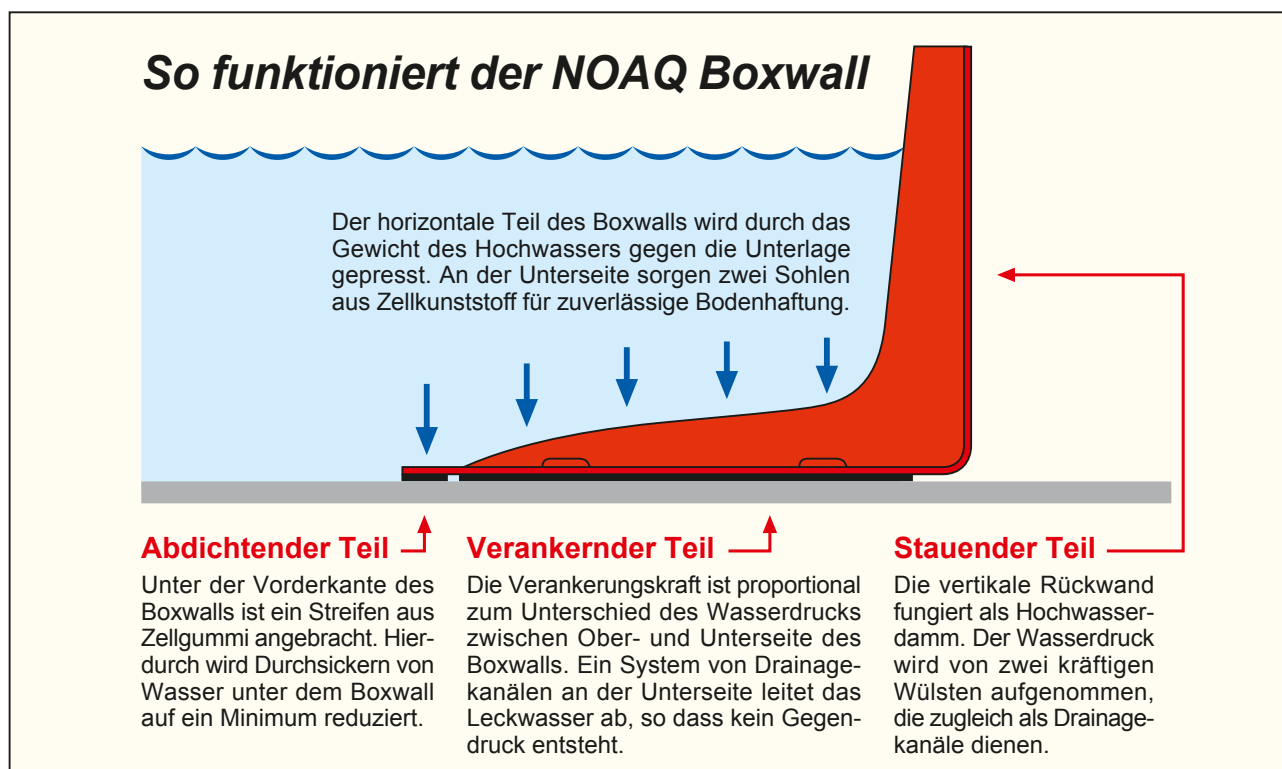 So funktioniert der NOAQ Boxwall
Der horizontale Teil des Boxwalls wird durch das
Gewicht des Hochwassers gegen die Unterlage
gepresst. An der Unterseite sorgen zwei Sohlen
aus Zellkunststoff für zuverlässige Bodenhaftung.
Abdichtender Teil
Unter der Vorderkante des
Boxwalls ist ein Streifen aus
Zellgummi angebracht. Hier-
durch wird Durchsickern von
Wasser unter dem Boxwall
auf ein Minimum reduziert.
Verankernder Teil
Die Verankerungskraft ist proportional
zum Unterschied des Wasserdrucks
zwischen Ober- und Unterseite des
Boxwalls. Ein System von Drainage-
kanälen an der Unterseite leitet das
Leckwasser ab, so dass kein Gegen-
druck entsteht.
Stauender Teil
Die vertikale Rückwand
fungiert als Hochwasser-
damm. Der Wasserdruck
wird von zwei kräftigen
Wülsten aufgenommen,
die zugleich als Drainage-
kanäle dienen.